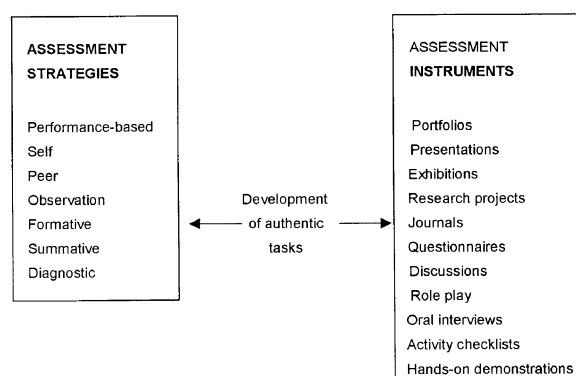 ASSESSMENT
STRATEGIES
Performance-based
Self
Peer
Observation
Formative
Summative
Diagnostic
Development
of authentic
tasks
ASSESSMENT
INSTRUMENTS
Portfolios
Presentations
Exhibitions
Research projects
Journals
Questionnaires
Discussions
Role play
Oral interviews
Activity checklists
Hands-on demonstrations